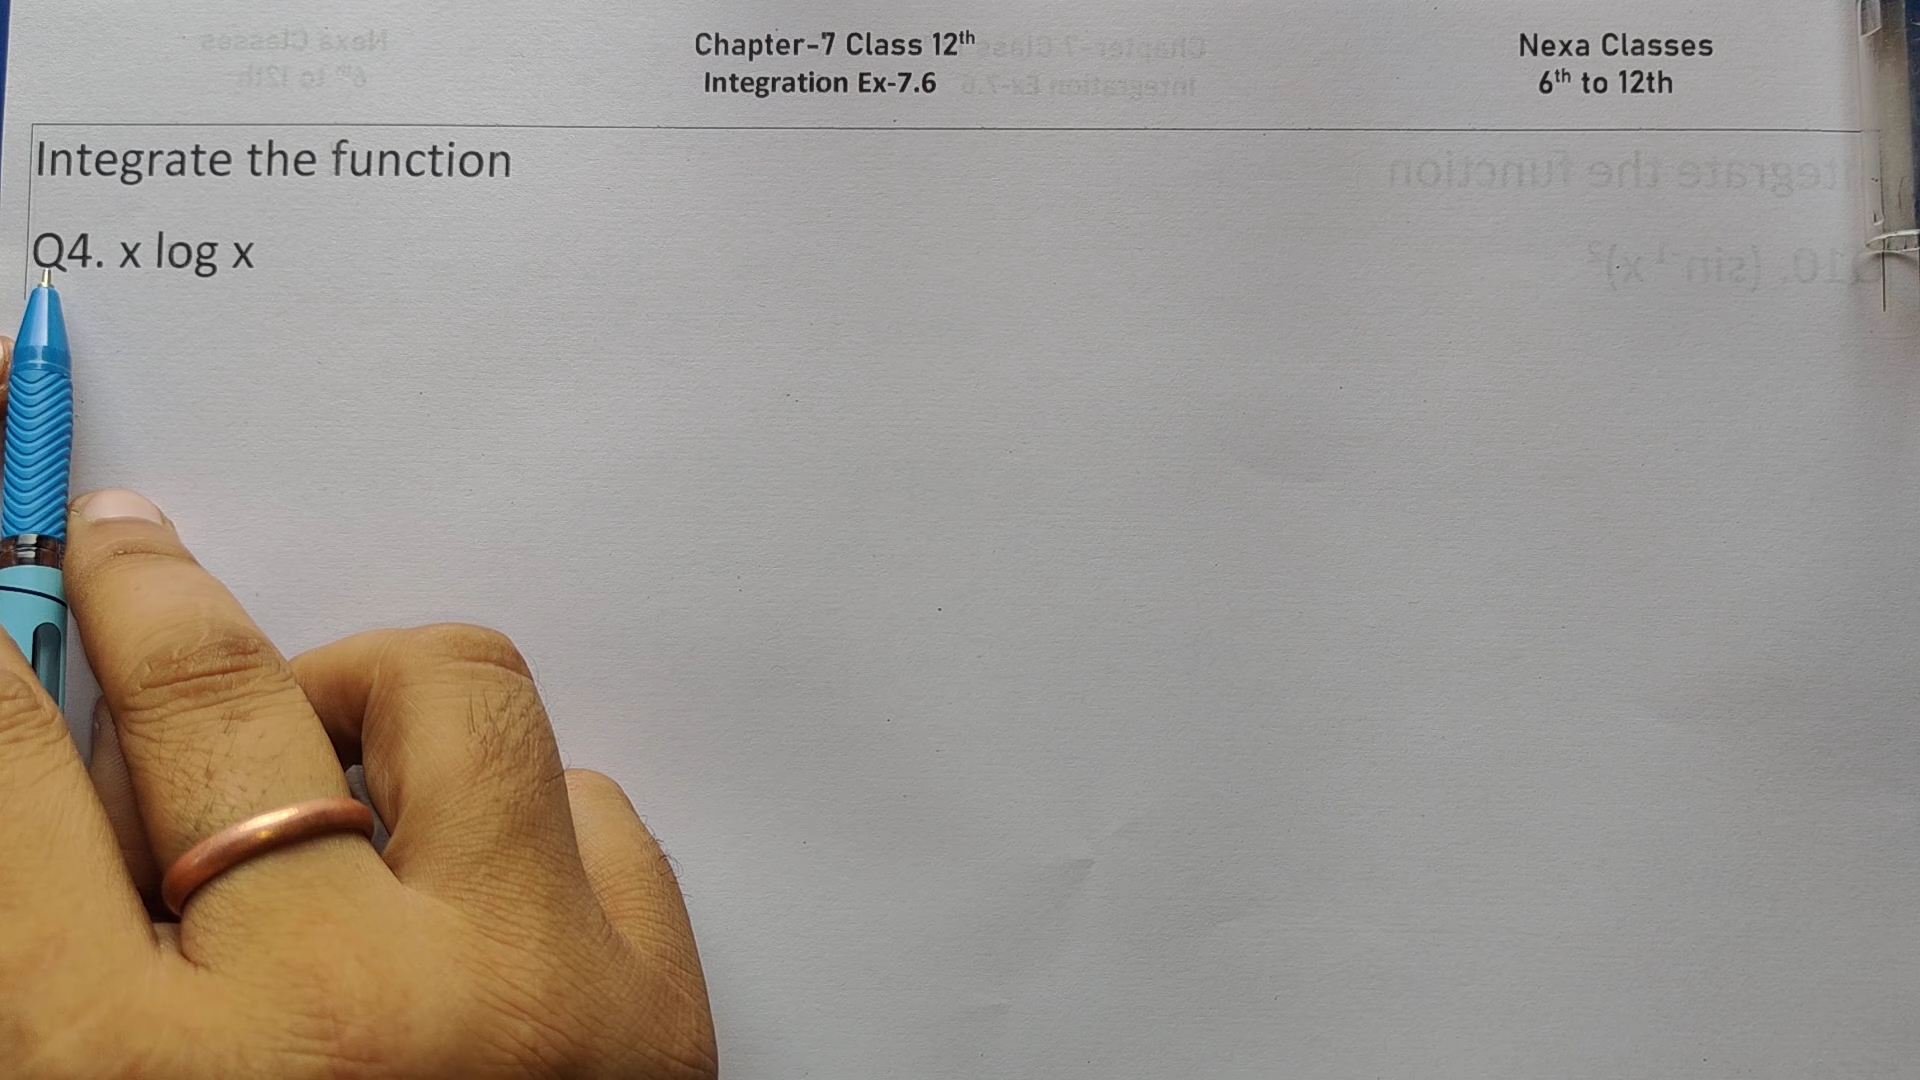 Chapter-7 Class 12th
Integration Ex-7.6
Nexa Classes
6th to 12th
Integrate the function
Q4. x log x